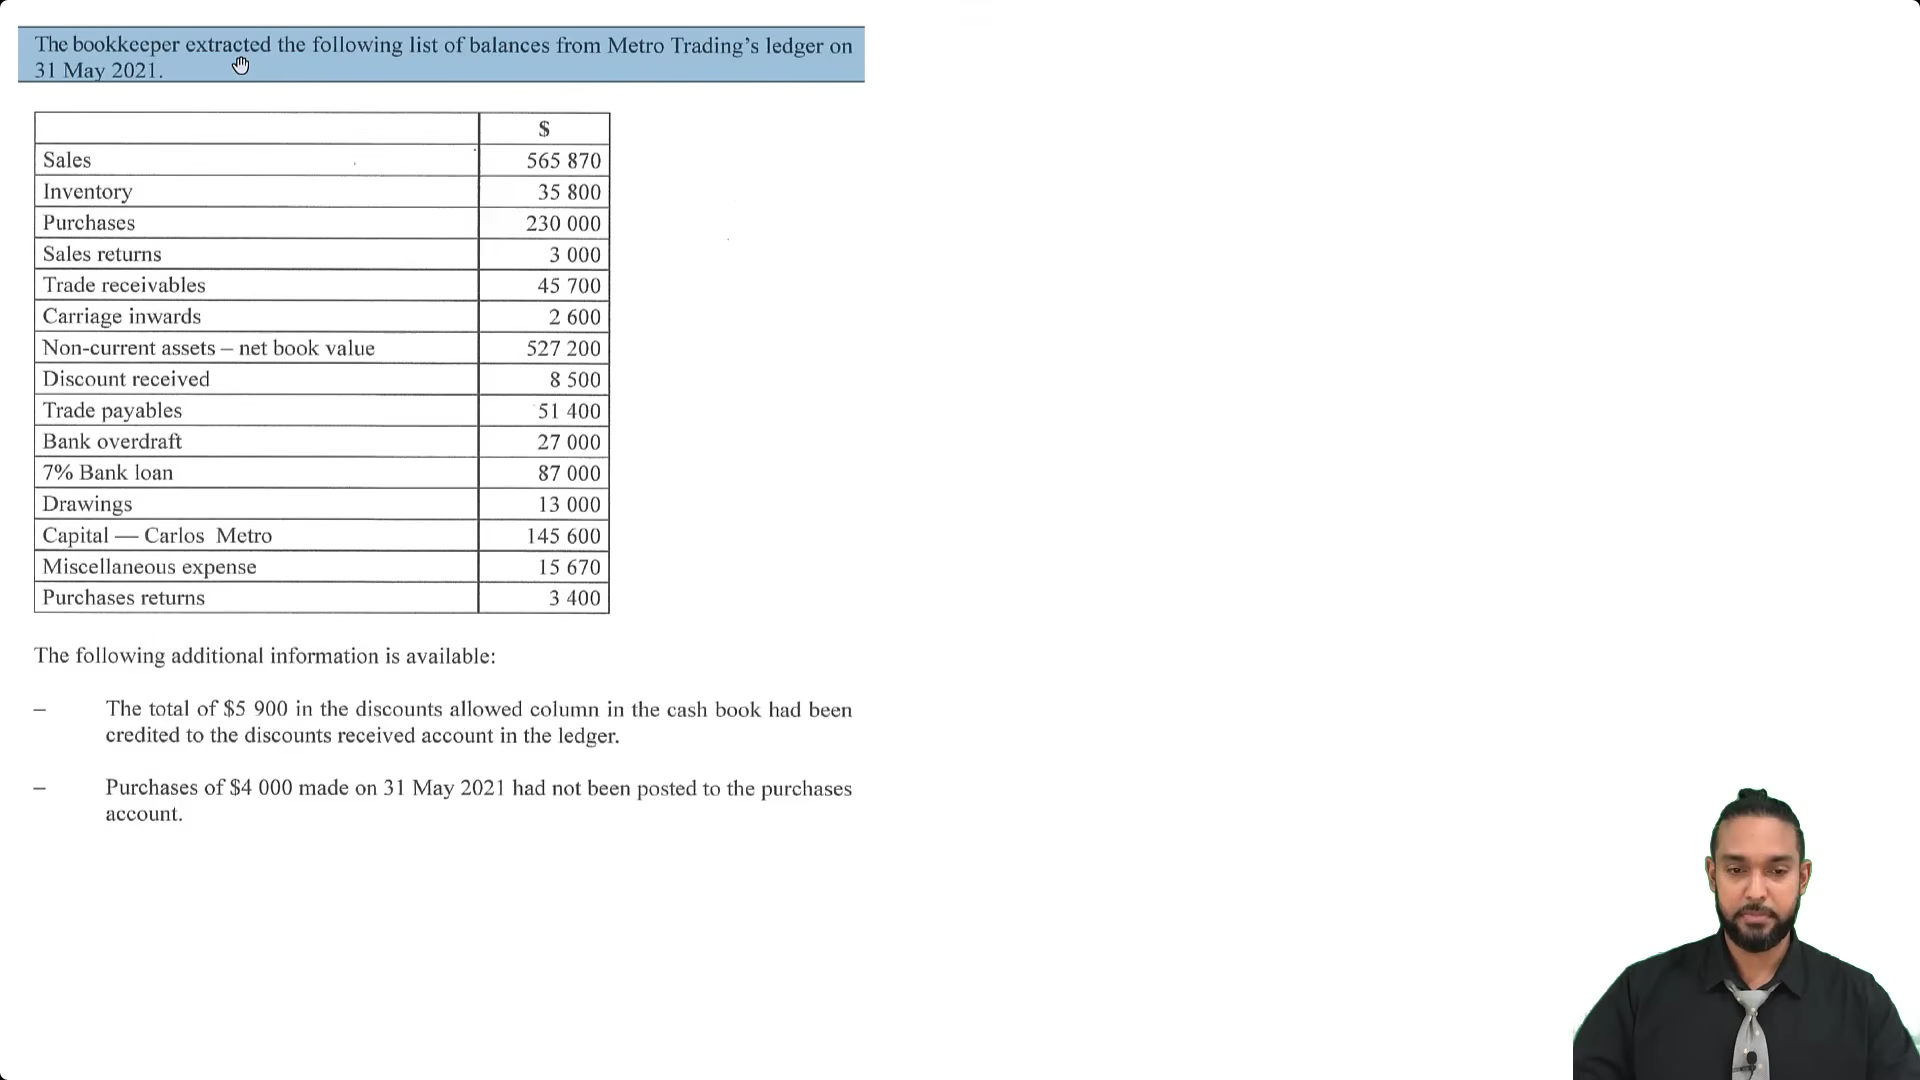 The bookkeeper extracted the following list of balances from Metro Trading's ledger on
31 May 2021.
$
Sales 565 870
Inventory 35 800
Purchases 230 000
Sales returns 3 000
Trade receivables 45 700
Carriage inwards 2 600
Non-current assets – net book value 527 200
Discount received 8 500
Trade payables 51 400
Bank overdraft 27 000
7% Bank loan 87 000
Drawings 13 000
Capital — Carlos Metro 145 600
Miscellaneous expense 15 670
Purchases returns 3 400
The following additional information is available:
– The total of $5 900 in the discounts allowed column in the cash book had been
credited to the discounts received account in the ledger.
– Purchases of $4 000 made on 31 May 2021 had not been posted to the purchases
account.